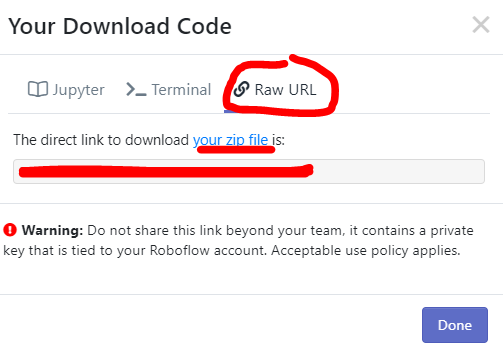 Your Download Code
Jupyter
Terminal
Raw URL
The direct link to download your zip file is:
Warning: Do not share this link beyond your team, it contains a private
key that is tied to your Roboflow account. Acceptable use policy applies.
Done